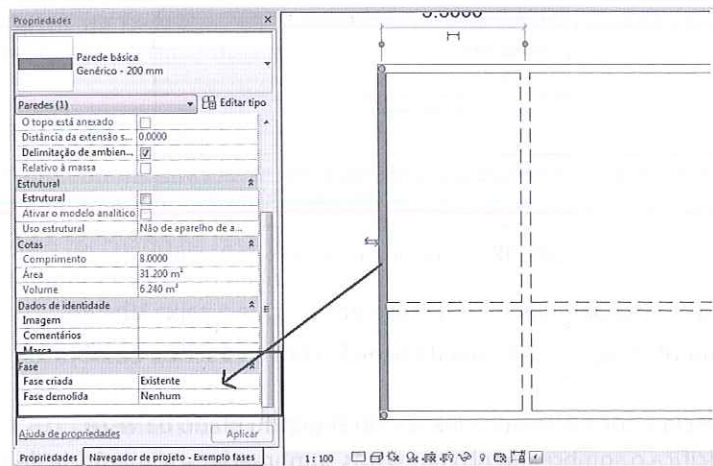 Propriedades
Parede básica
Genérico - 200 mm
Paredes (1)
Editar tipo
O topo está anexado
Distância da extensão s... 0.0000
Delimitação de ambien...
Relativo à massa
Estrutural
Estrutural
Ativar o modelo analítico
Uso estrutural Não de aparelho de a...
Cotas
Comprimento 8.0000
Área 31.200 m²
Volume 6.240 m³
Dados de identidade
Imagem
Comentários
Marca
Fase
Fase criada Existente
Fase demolida Nenhum
Ajuda de propriedades Aplicar
Propriedades Navegador de projeto - Exemplo fases
1 : 100